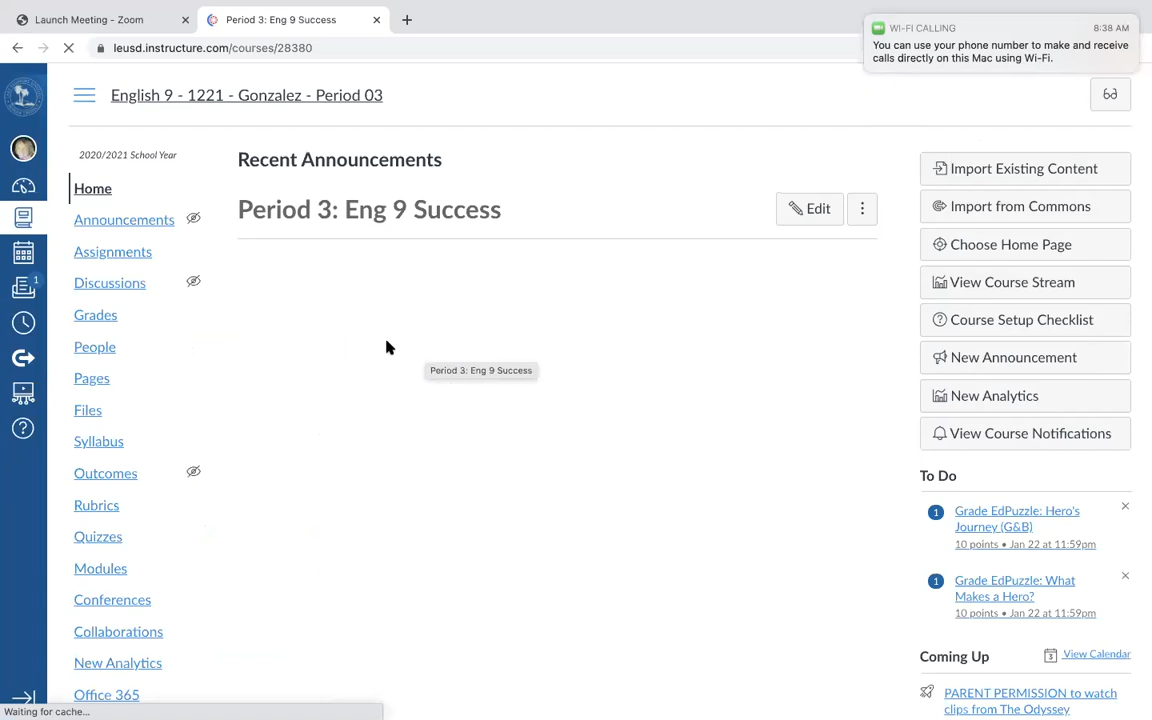 Launch Meeting - Zoom
Period 3: Eng 9 Success
leusd.instructure.com/courses/28380
WI-FI CALLING
8:38 AM
You can use your phone number to make and receive
calls directly on this Mac using Wi-Fi.
English 9 - 1221 - Gonzalez - Period 03
2020/2021 School Year
Home
Announcements
Assignments
Discussions
Grades
People
Pages
Files
Syllabus
Outcomes
Rubrics
Quizzes
Modules
Conferences
Collaborations
New Analytics
Office 365
1
Recent Announcements
Period 3: Eng 9 Success
Edit
Period 3: Eng 9 Success
Import Existing Content
Import from Commons
Choose Home Page
View Course Stream
Course Setup Checklist
New Announcement
New Analytics
View Course Notifications
To Do
1
Grade EdPuzzle: Hero's
Journey (G&B)
10 points • Jan 22 at 11:59pm
1
Grade EdPuzzle: What
Makes a Hero?
10 points • Jan 22 at 11:59pm
Coming Up
View Calendar
PARENT PERMISSION to watch
clips from The Odyssey
Waiting for cache...